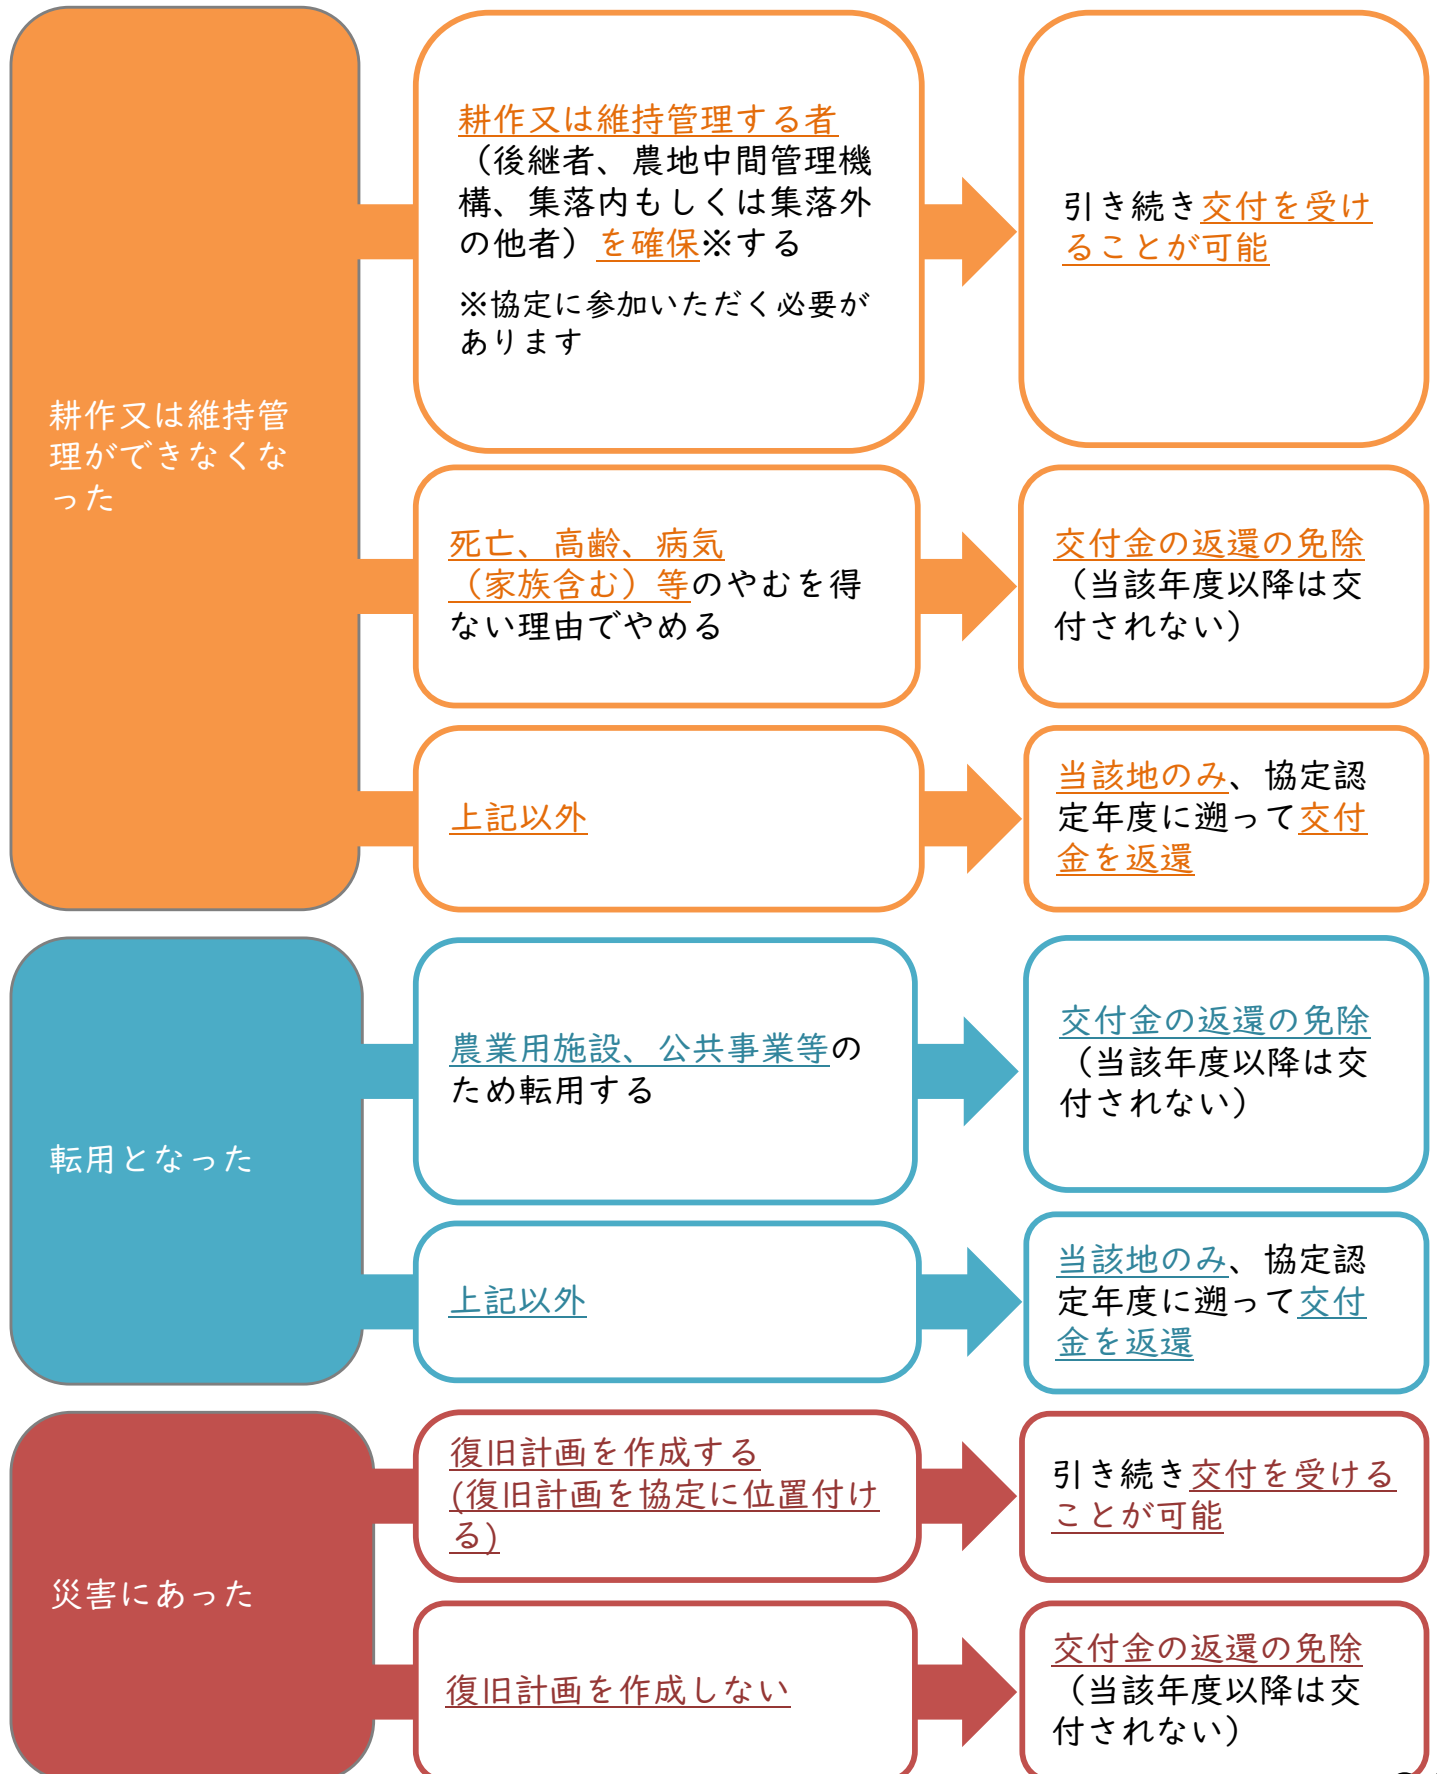 耕作又は維持管
理ができなくな
った
耕作又は維持管理する者
（後継者、農地中間管理機
構、集落内もしくは集落外
の他者）を確保※する
※協定に参加いただく必要が
あります
引き続き交付を受け
ることが可能
死亡、高齢、病気
（家族含む）等のやむを得
ない理由でやめる
交付金の返還の免除
（当該年度以降は交
付されない）
上記以外
当該地のみ、協定認
定年度に遡って交付
金を返還
転用となった
農業用施設、公共事業等の
ため転用する
交付金の返還の免除
（当該年度以降は交
付されない）
上記以外
当該地のみ、協定認
定年度に遡って交付
金を返還
災害にあった
復旧計画を作成する
(復旧計画を協定に位置付け
る)
引き続き交付を受ける
ことが可能
復旧計画を作成しない
交付金の返還の免除
（当該年度以降は交
付されない）